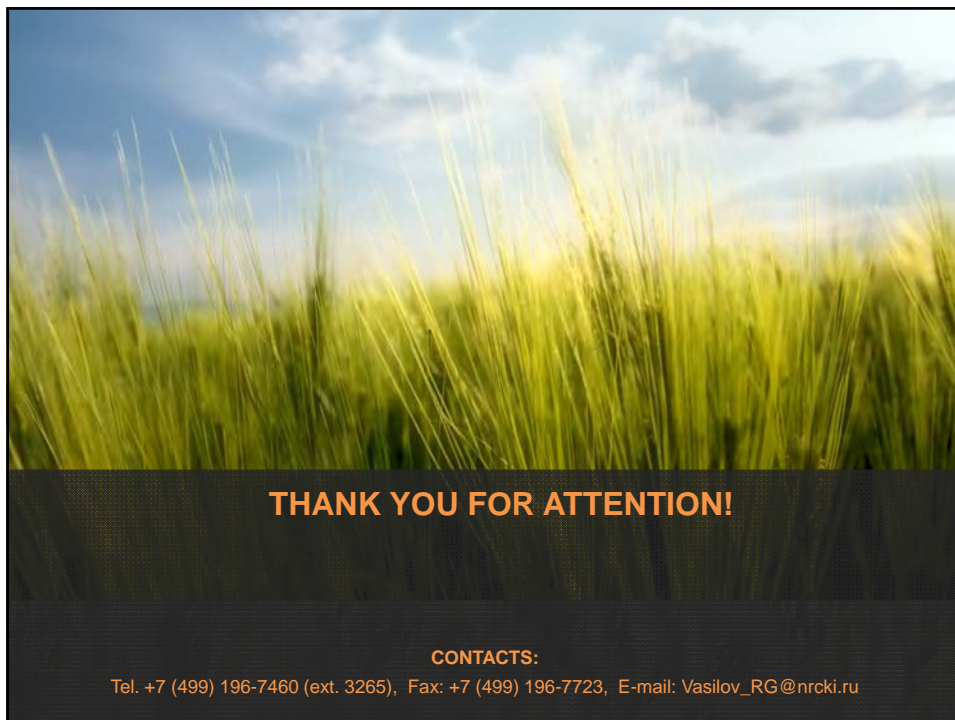 THANK YOU FOR ATTENTION!
CONTACTS:
Tel. +7 (499) 196-7460 (ext. 3265), Fax: +7 (499) 196-7723, E-mail: Vasilov_RG@nrcki.ru